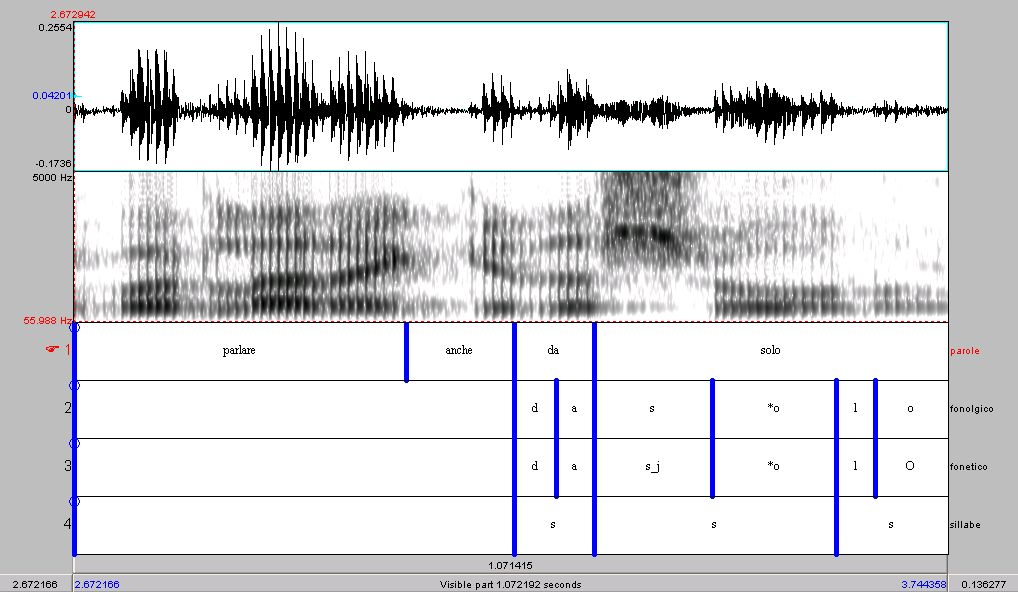 2.672942
0.2554
0.04201
0
-0.1736
5000 Hz
55.988 Hz
1 parlare anche da solo parole
2 d a s *o l o fonolgico
3 d a s_j *o l O fonetico
4 s s s sillabe
1.071415
2.672166 2.672166 Visible part 1.072192 seconds 3.744358 0.136277